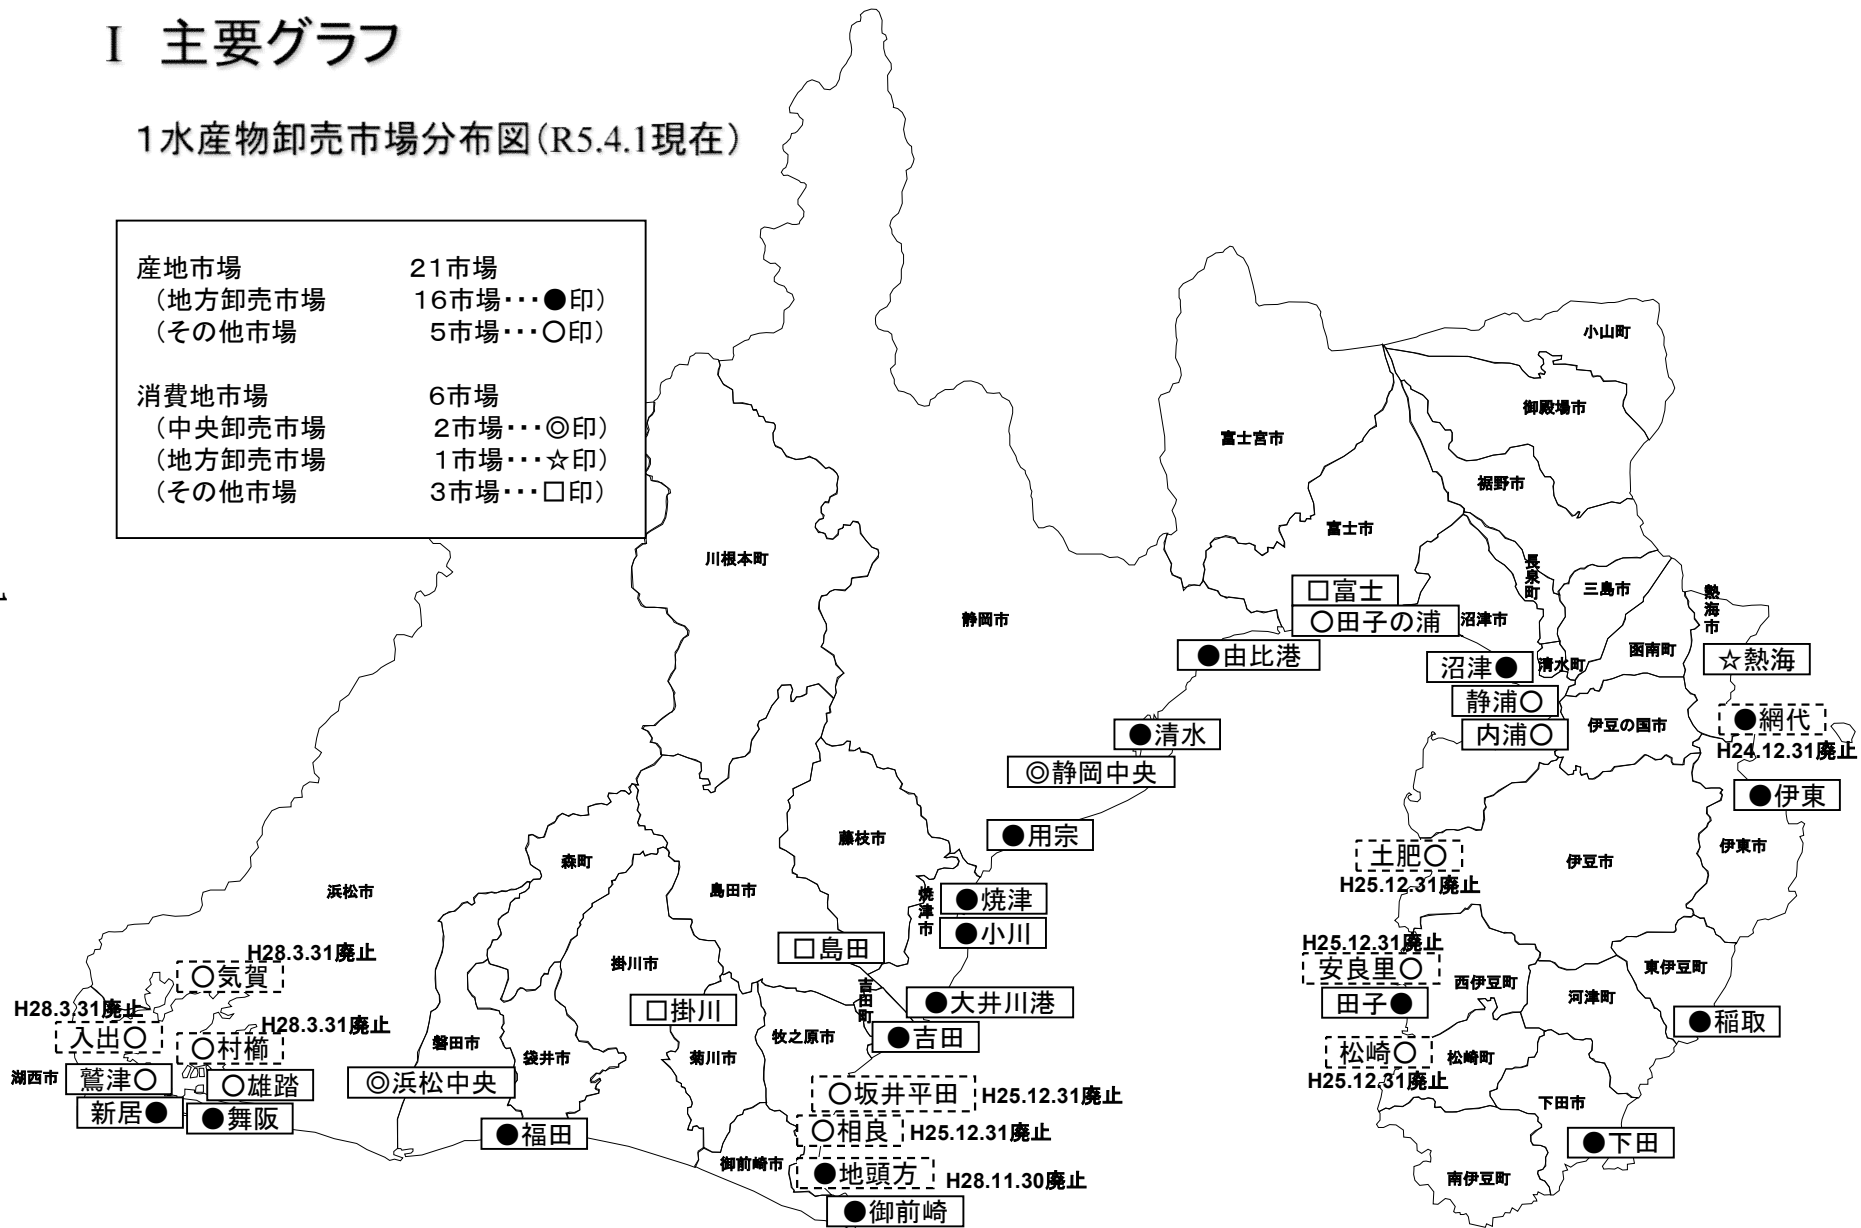 I 主要グラフ
1水産物卸売市場分布図(R5.4.1現在)
産地市場 21市場
(地方卸売市場 16市場･･･●印)
(その他市場 5市場･･･○印)
消費地市場 6市場
(中央卸売市場 2市場･･･◎印)
(地方卸売市場 1市場･･･☆印)
(その他市場 3市場･･･□印)
小山町
御殿場市
富士宮市
裾野市
富士市
川根本町
長泉町
三島市
熱海市
静岡市
□富士
○田子の浦
沼津市
函南町
●由比港
沼津●
清水町
☆熱海
静浦○
伊豆の国市
●網代
H24.12.31廃止
●清水
内浦○
◎静岡中央
●伊東
●用宗
藤枝市
伊東市
土肥○
H25.12.31廃止
伊豆市
森町
浜松市
島田市
焼津市
●焼津
●小川
□島田
H28.3.31廃止
○気賀
掛川市
H25.12.31廃止
安良里○
西伊豆町
東伊豆町
吉田町
田子●
河津町
H28.3.31廃止
入出○
□掛川
●大井川港
●稲取
H28.3.31廃止
○村櫛
磐田市
袋井市
菊川市
牧之原市
●吉田
松崎○
H25.12.31廃止
松崎町
湖西市
鷲津○
○雄踏
◎浜松中央
○坂井平田
H25.12.31廃止
下田市
新居●
●舞阪
●福田
○相良
H25.12.31廃止
●下田
御前崎市
●地頭方
H28.11.30廃止
南伊豆町
●御前崎